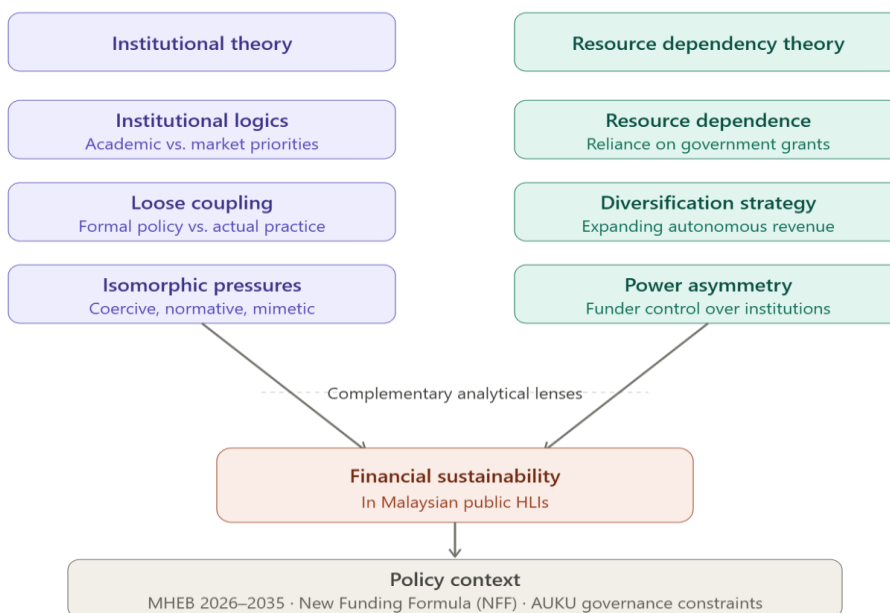 Institutional theory
Institutional logics
Academic vs. market priorities
Loose coupling
Formal policy vs. actual practice
Isomorphic pressures
Coercive, normative, mimetic
Resource dependency theory
Resource dependence
Reliance on government grants
Diversification strategy
Expanding autonomous revenue
Power asymmetry
Funder control over institutions
Complementary analytical lenses
Financial sustainability
In Malaysian public HLIs
Policy context
MHEB 2026–2035 · New Funding Formula (NFF) · AUKU governance constraints